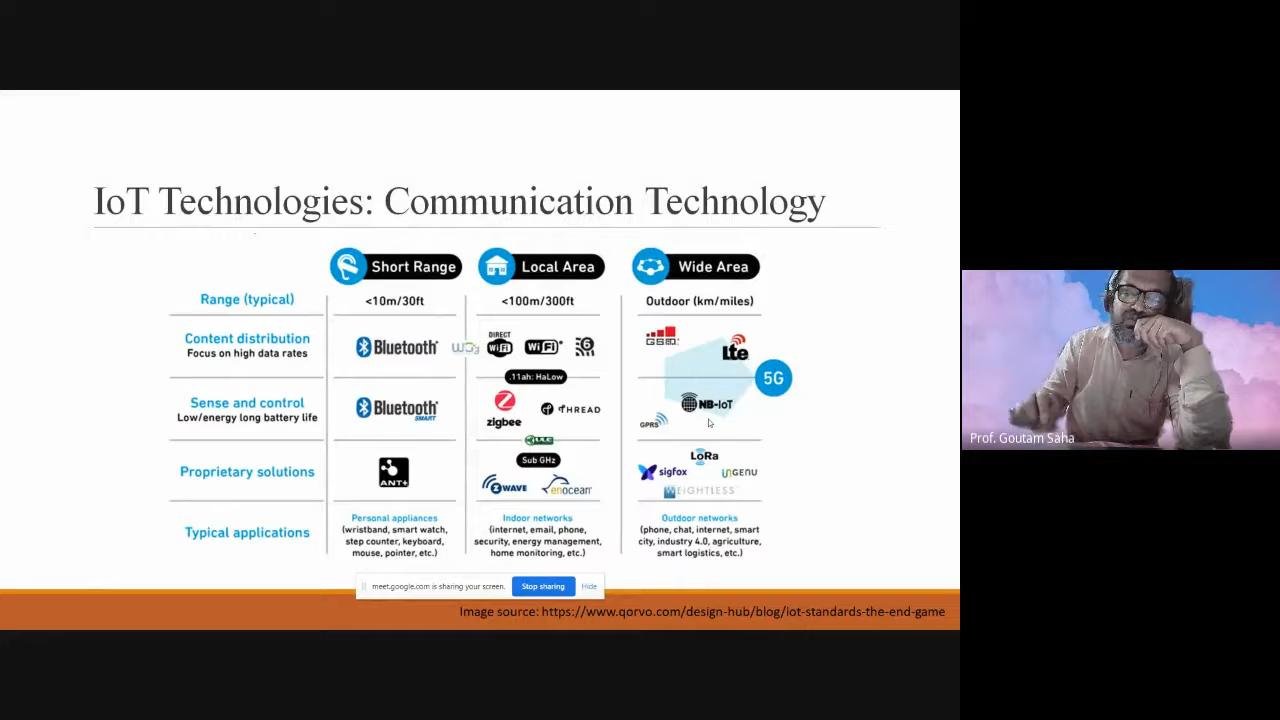 IoT Technologies: Communication Technology
Short Range
Local Area
Wide Area
Range (typical)
<10m/30ft
<100m/300ft
Outdoor (km/miles)
Content distribution
Focus on high data rates
Bluetooth
DIRECT
WiFi
WiFi
6
LTE
5G
.11ah: HaLow
Sense and control
Low/energy long battery life
Bluetooth
SMART
zigbee
THREAD
NB-IoT
GPRS
ULE
Proprietary solutions
ANT+
Sub GHz
Z WAVE
enocean
LoRa
sigfox
INGENU
WEIGHTLESS
Typical applications
Personal appliances
(wristband, smart watch,
step counter, keyboard,
mouse, pointer, etc.)
Indoor networks
(internet, email, phone,
security, energy management,
home monitoring, etc.)
Outdoor networks
(phone, chat, internet, smart
city, industry 4.0, agriculture,
smart logistics, etc.)
meet.google.com is sharing your screen.
Stop sharing
Hide
Image source: https://www.qorvo.com/design-hub/blog/iot-standards-the-end-game
Prof. Goutam Saha